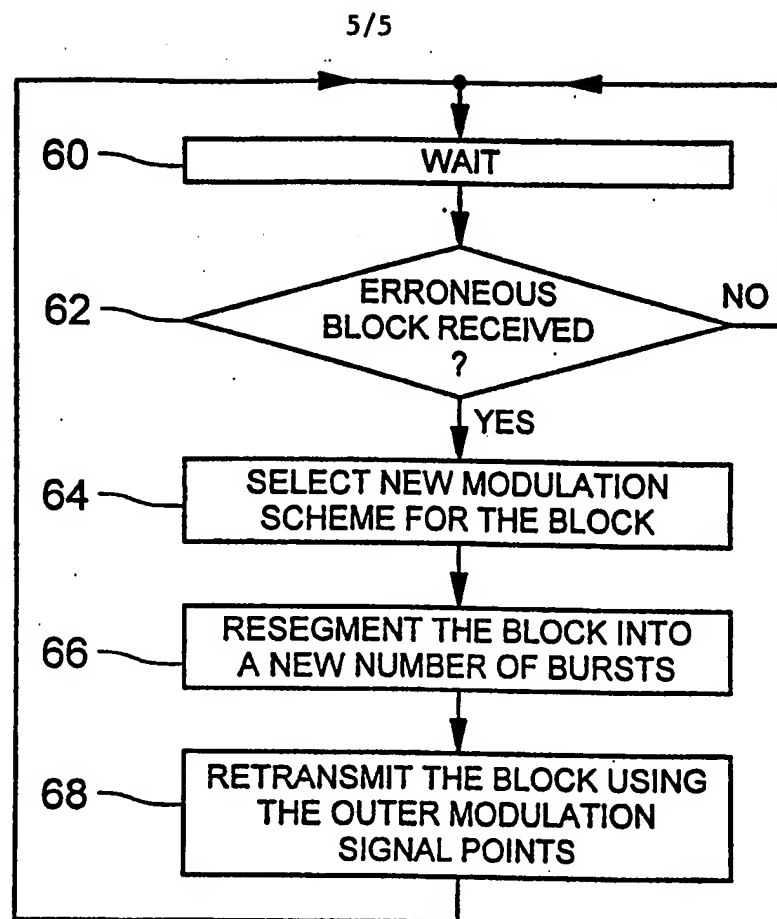 5/5
60
WAIT
62
ERRONEOUS
BLOCK RECEIVED
?
NO
YES
64
SELECT NEW MODULATION
SCHEME FOR THE BLOCK
66
RESEGMENT THE BLOCK INTO
A NEW NUMBER OF BURSTS
68
RETRANSMIT THE BLOCK USING
THE OUTER MODULATION
SIGNAL POINTS